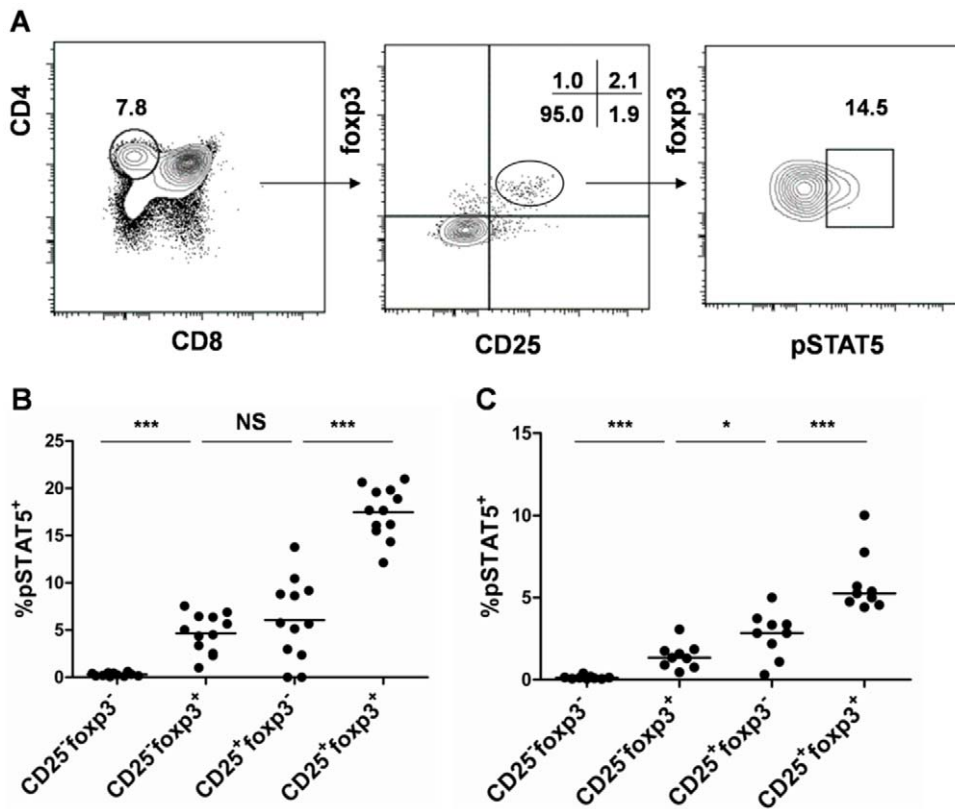 A
CD4
7.8
CD8
foxp3
1.0 2.1
95.0 1.9
CD25
foxp3
14.5
pSTAT5
B
*** NS ***
%pSTAT5+
25
20
15
10
5
0
CD25-foxp3-
CD25-foxp3+
CD25+foxp3-
CD25+foxp3+
C
*** * ***
%pSTAT5+
15
10
5
0
CD25-foxp3-
CD25-foxp3+
CD25+foxp3-
CD25+foxp3+